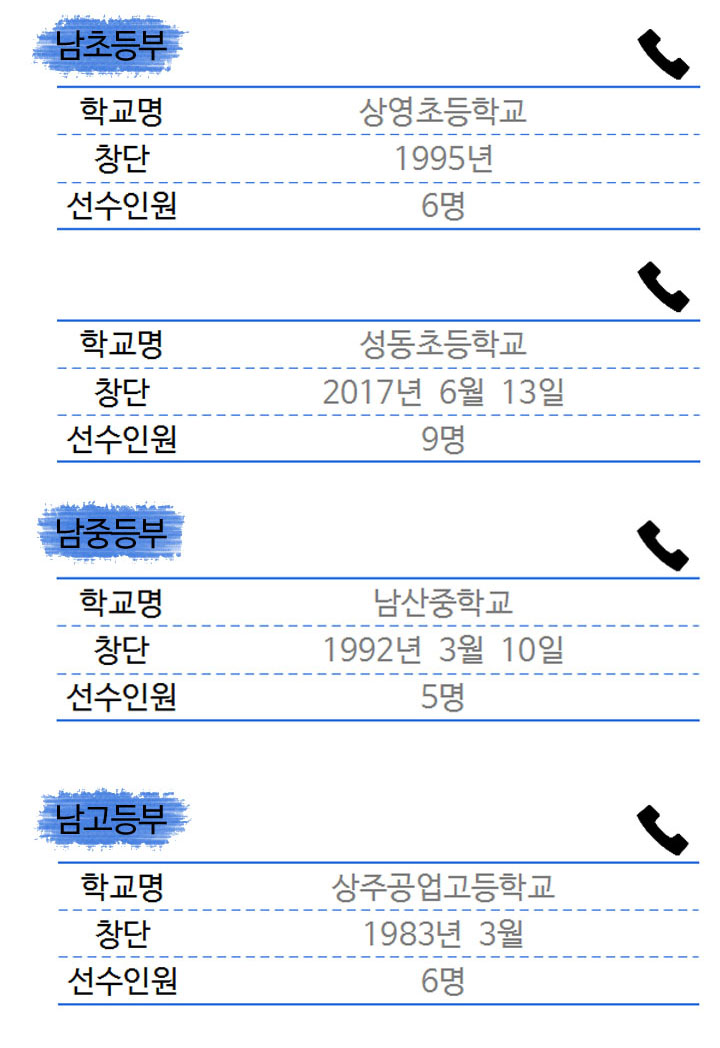 남초등부
학교명 상영초등학교
창단 1995년
선수인원 6명
학교명 성동초등학교
창단 2017년 6월 13일
선수인원 9명
남중등부
학교명 남산중학교
창단 1992년 3월 10일
선수인원 5명
남고등부
학교명 상주공업고등학교
창단 1983년 3월
선수인원 6명